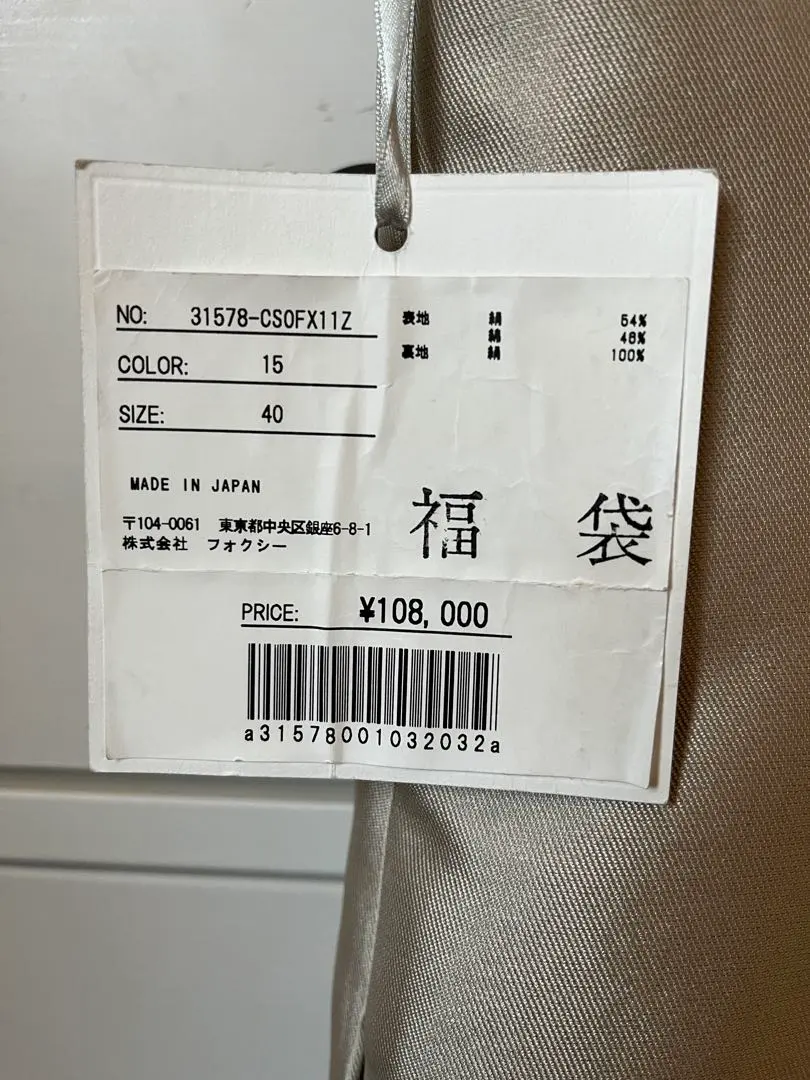 NO: 31578-CSOFX11Z
COLOR: 15
SIZE: 40
表地 絹 54%
綿 46%
裏地 絹 100%
MADE IN JAPAN
〒104-0061 東京都中央区銀座6-8-1
株式会社 フォクシー
福 袋
PRICE: ¥108,000
a31578001032032a